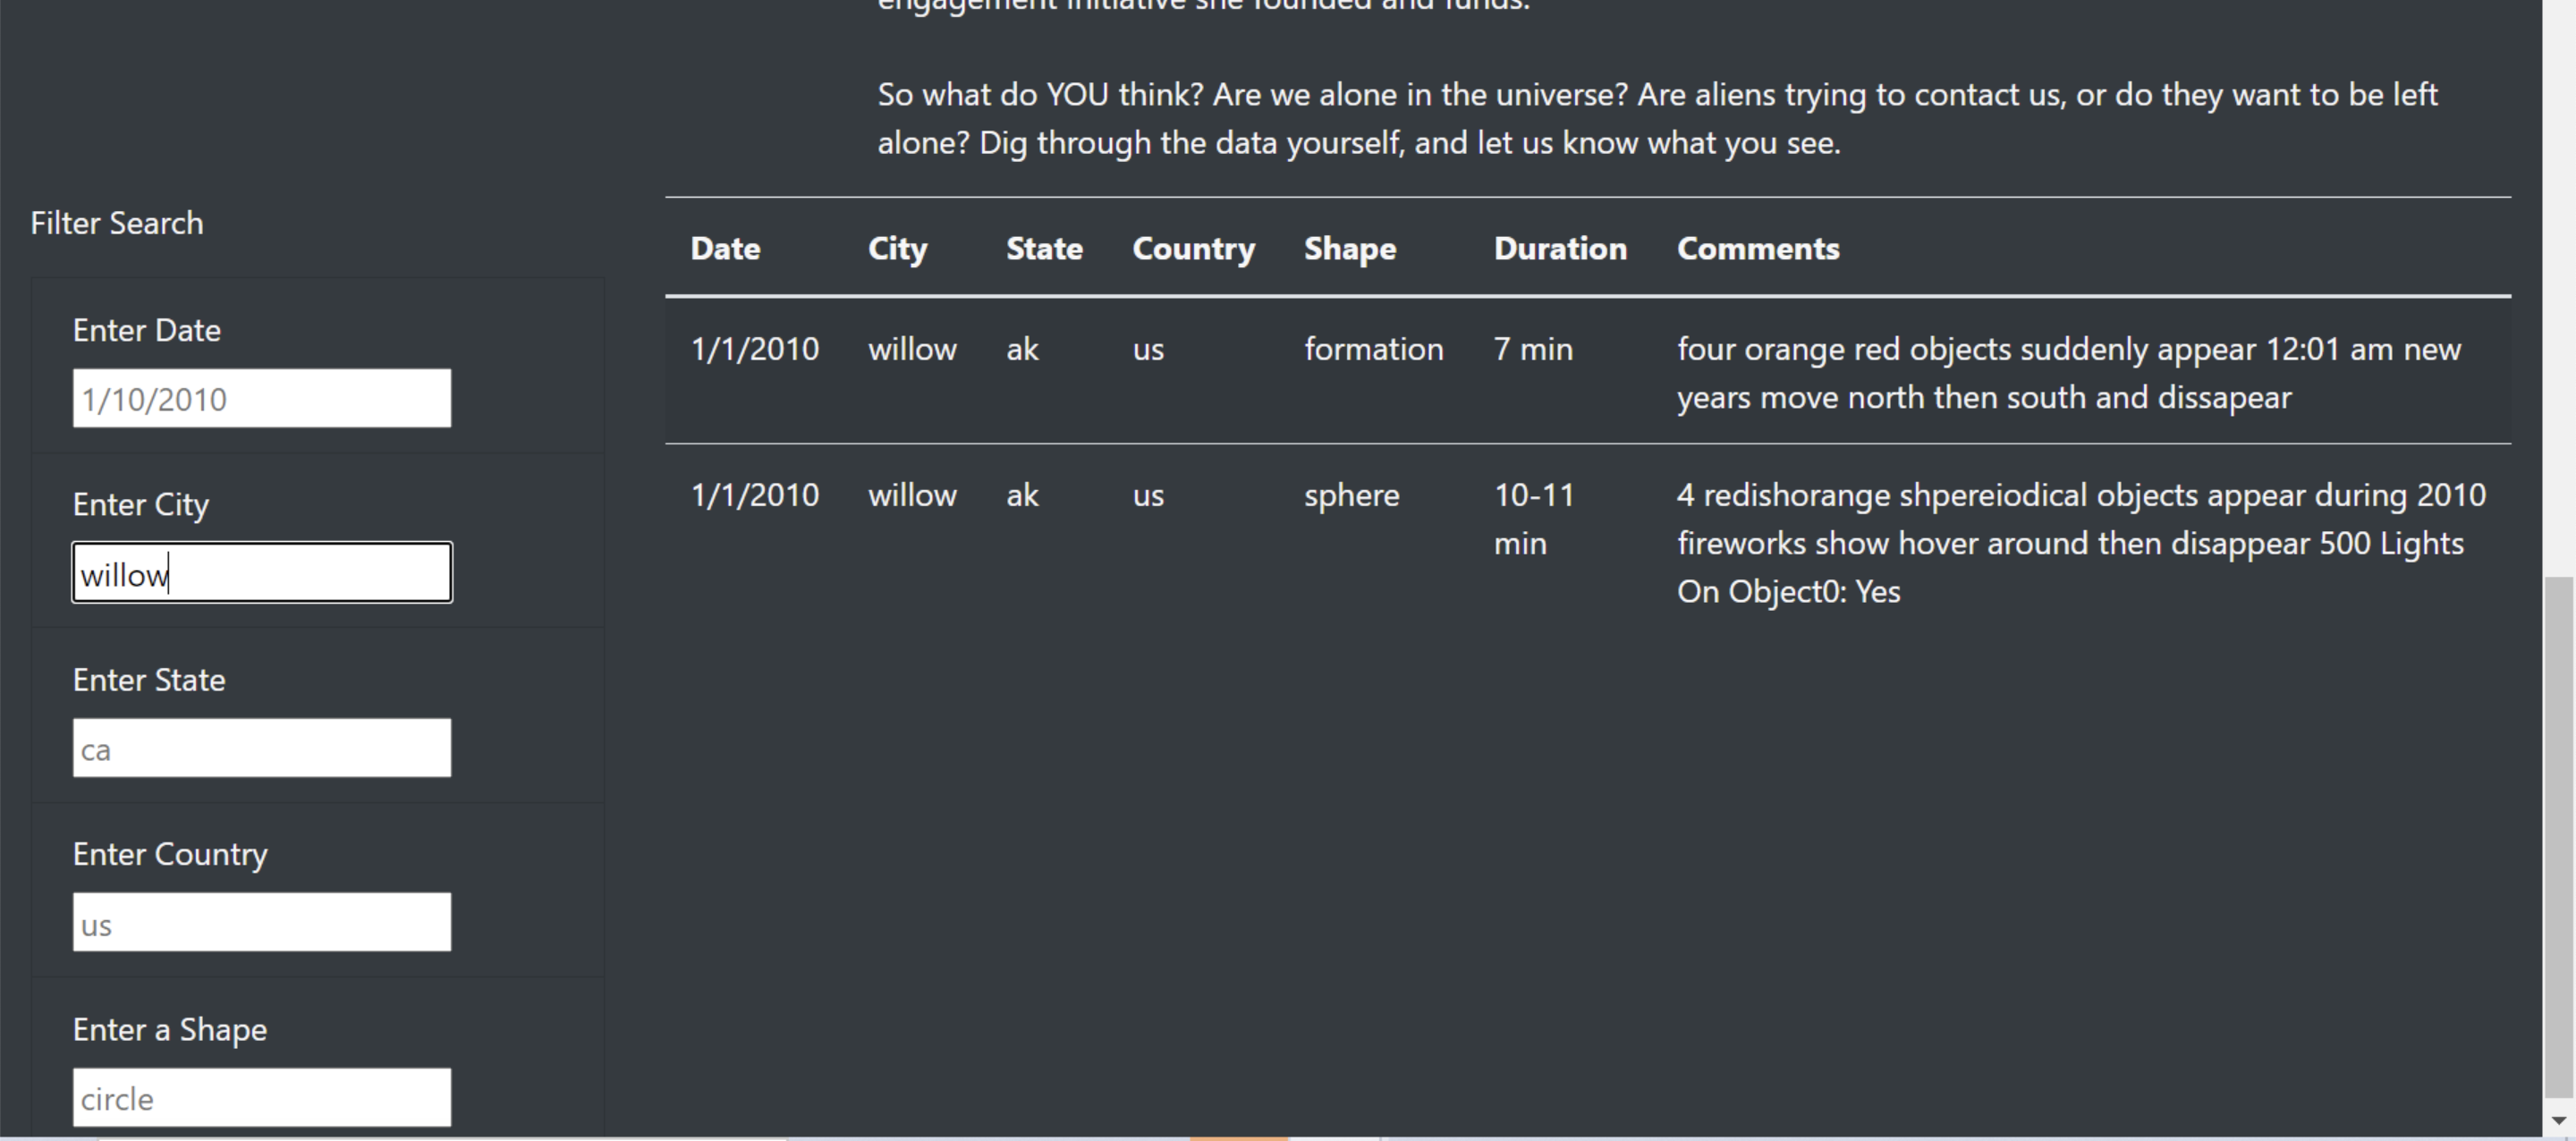 engagement initiative she founded and funds.
So what do YOU think? Are we alone in the universe? Are aliens trying to contact us, or do they want to be left
alone? Dig through the data yourself, and let us know what you see.
Filter Search
Enter Date
1/10/2010
Enter City
willow
Enter State
ca
Enter Country
us
Enter a Shape
circle
Date City State Country Shape Duration Comments
1/1/2010 willow ak us formation 7 min four orange red objects suddenly appear 12:01 am new
years move north then south and dissapear
1/1/2010 willow ak us sphere 10-11 4 redishorange shpereiodical objects appear during 2010
min fireworks show hover around then disappear 500 Lights
On Object0: Yes